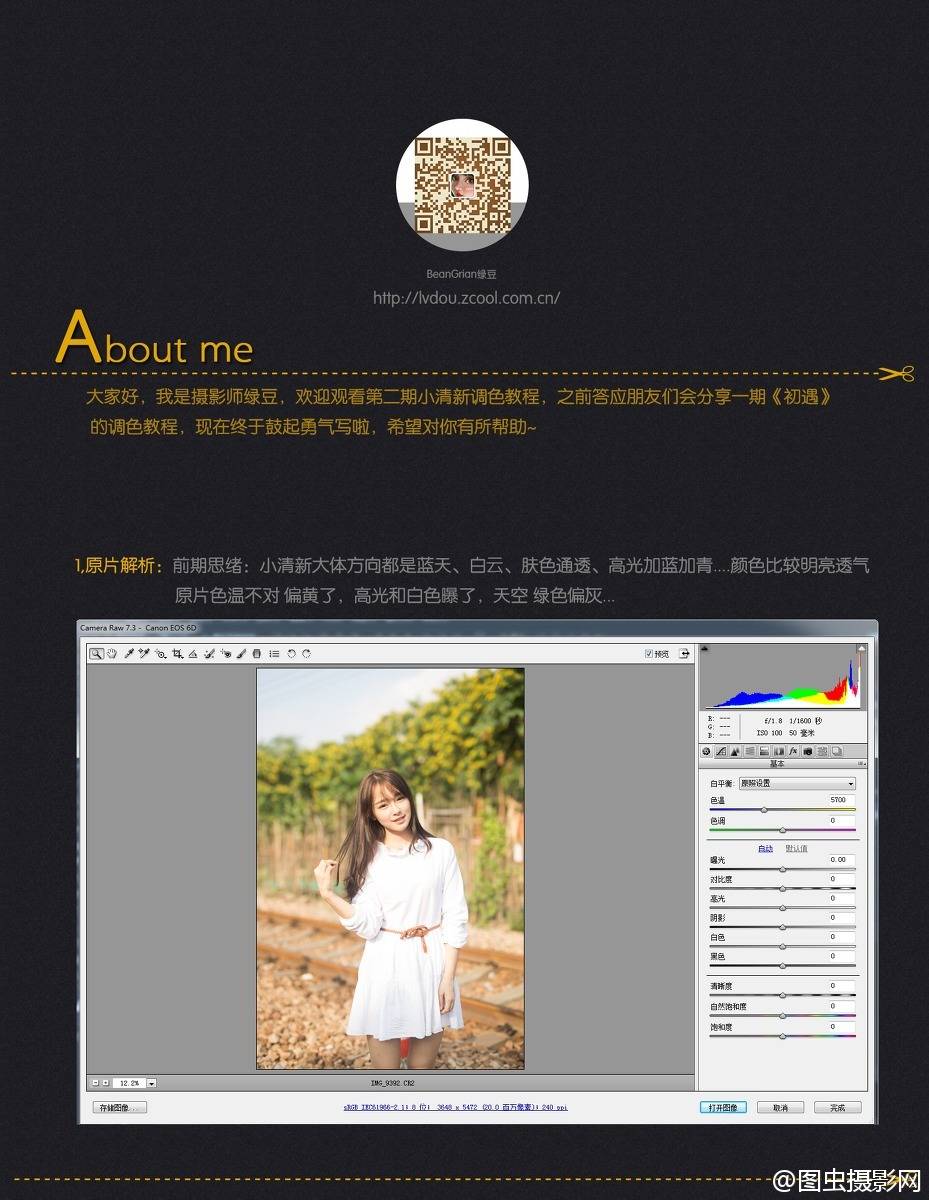 BeanGrian绿豆
http://lvdou.zcool.com.cn/
About me
大家好，我是摄影师绿豆，欢迎观看第二期小清新调色教程，之前答应朋友们会分享一期《初遇》
的调色教程，现在终于鼓起勇气写啦，希望对你有所帮助~
1,原片解析：前期思绪：小清新大体方向都是蓝天、白云、肤色通透、高光加蓝加青....颜色比较明亮透气
原片色温不对 偏黄了，高光和白色曝了，天空 绿色偏灰...
Camera Raw 7.3 - Canon EOS 6D
预览
R: ---
G: ---
B: ---
f/1.8 1/1600 秒
ISO 100 50 毫米
基本
白平衡: 原照设置
色温 5700
色调 0
自动 默认值
曝光 0.00
对比度 0
高光 0
阴影 0
白色 0
黑色 0
清晰度 0
自然饱和度 0
饱和度 0
12.2%
IMG_9392.CR2
存储图像...
sRGB IEC61966-2.1; 8 位; 3648 x 5472 (20.0 百万像素); 240 ppi
打开图像 取消 完成
@图虫摄影网